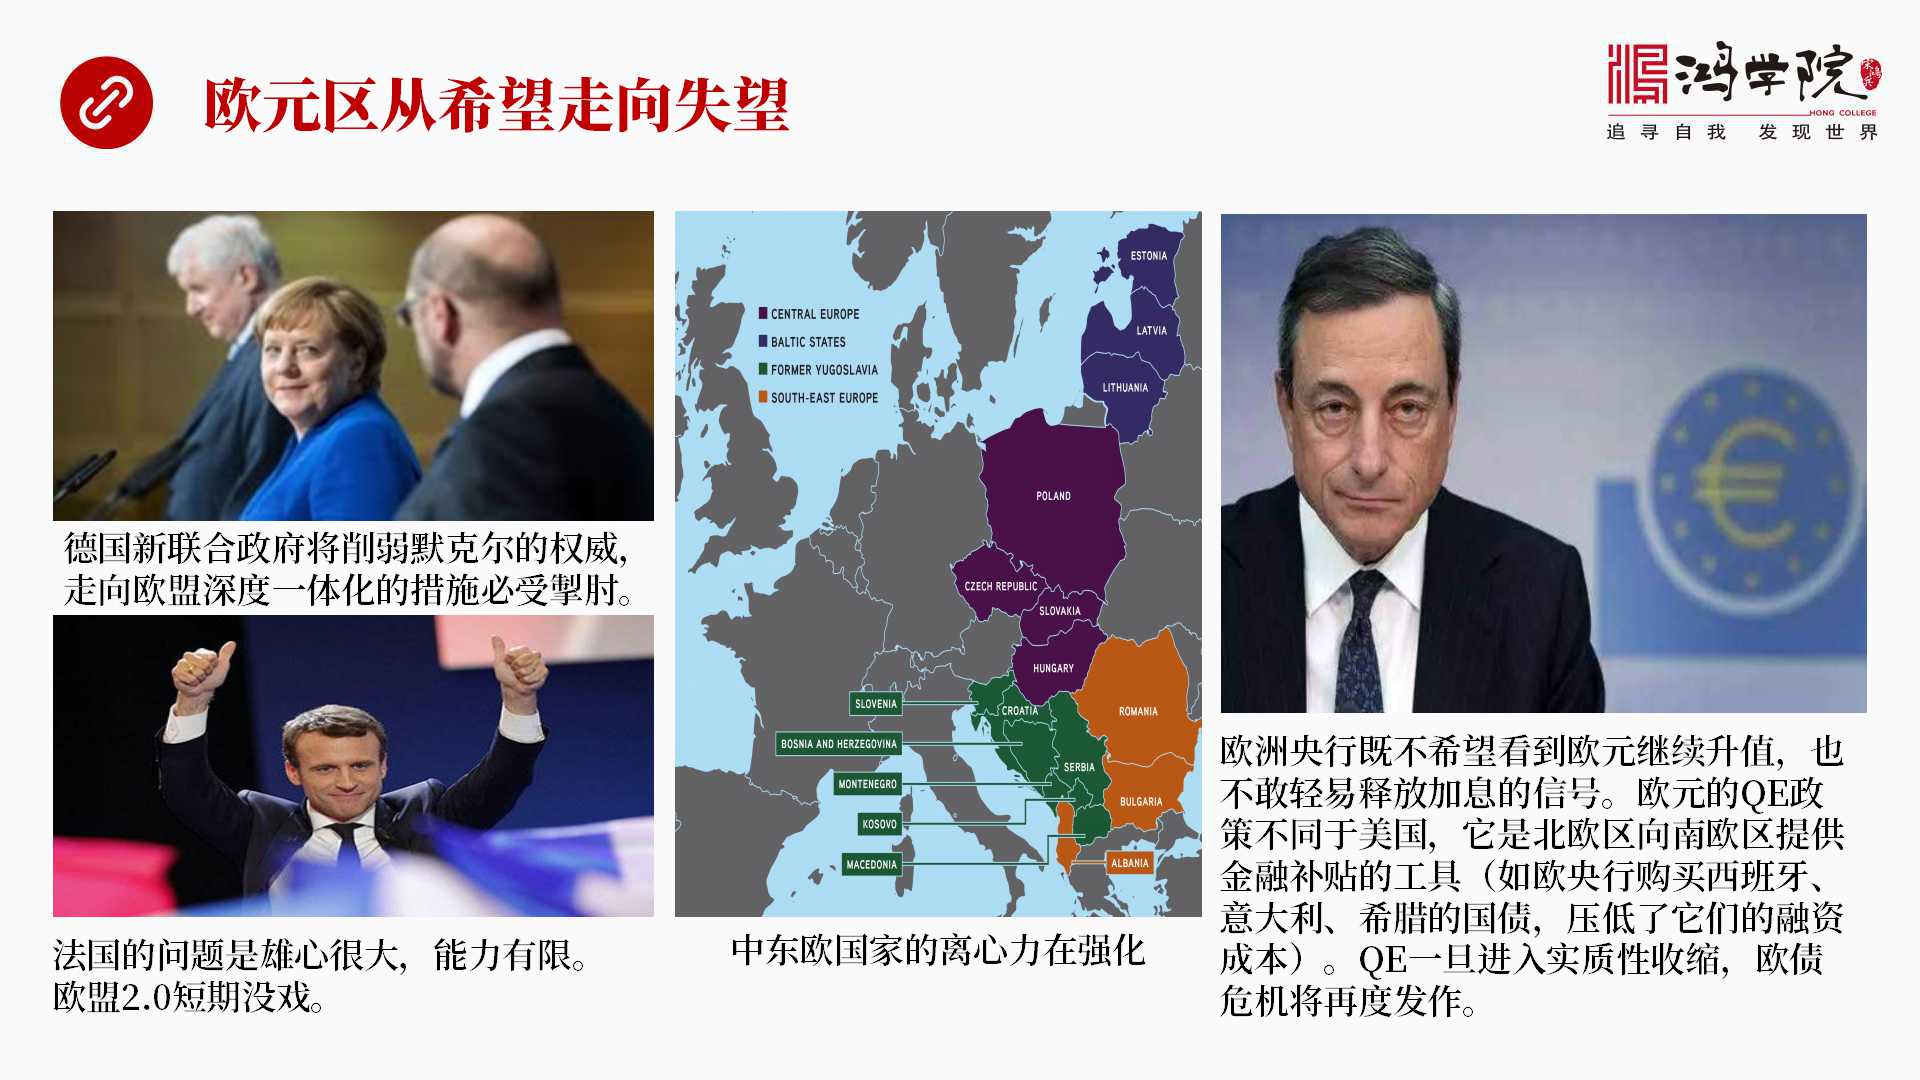 欧元区从希望走向失望
鸿学院
宋鸿兵
HONG COLLEGE
追寻自我 发现世界
德国新联合政府将削弱默克尔的权威，
走向欧盟深度一体化的措施必受掣肘。
法国的问题是雄心很大，能力有限。
欧盟2.0短期没戏。
CENTRAL EUROPE
BALTIC STATES
FORMER YUGOSLAVIA
SOUTH-EAST EUROPE
ESTONIA
LATVIA
LITHUANIA
POLAND
CZECH REPUBLIC
SLOVAKIA
HUNGARY
SLOVENIA
CROATIA
ROMANIA
BOSNIA AND HERZEGOVINA
SERBIA
MONTENEGRO
BULGARIA
KOSOVO
MACEDONIA
ALBANIA
中东欧国家的离心力在强化
欧洲央行既不希望看到欧元继续升值，也
不敢轻易释放加息的信号。欧元的QE政
策不同于美国，它是北欧区向南欧区提供
金融补贴的工具（如欧央行购买西班牙、
意大利、希腊的国债，压低了它们的融资
成本）。QE一旦进入实质性收缩，欧债
危机将再度发作。